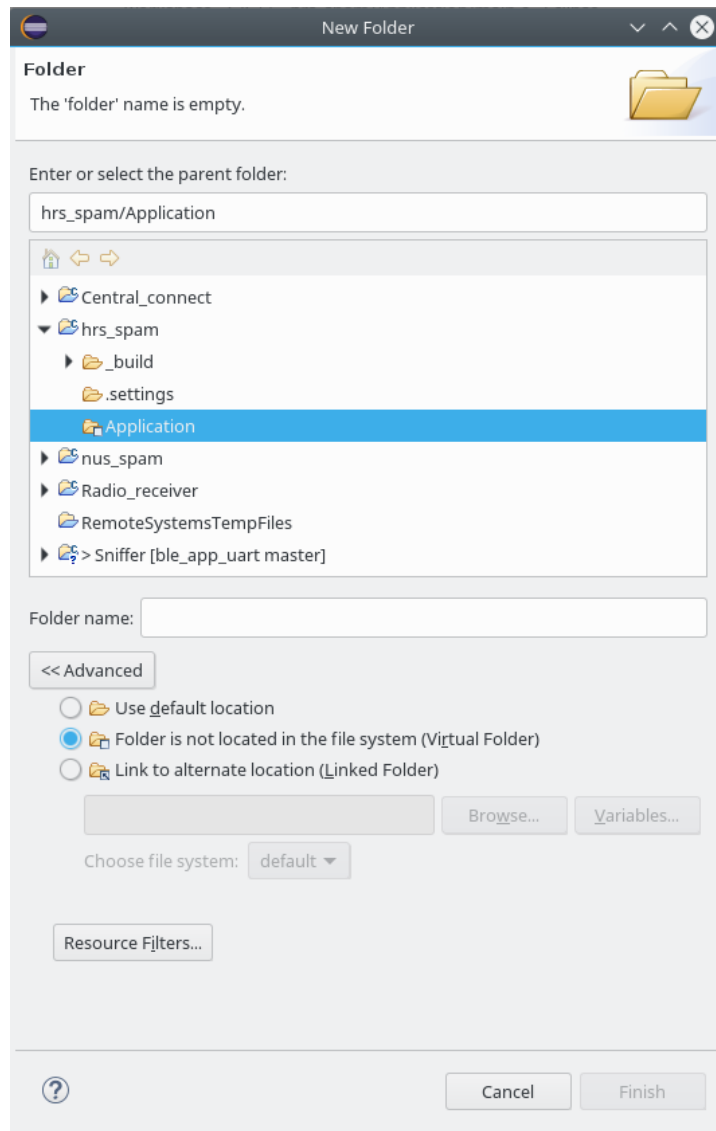 New Folder
Folder
The 'folder' name is empty.
Enter or select the parent folder:
hrs_spam/Application
Central_connect
hrs_spam
_build
.settings
Application
nus_spam
Radio_receiver
RemoteSystemsTempFiles
> Sniffer [ble_app_uart master]
Folder name:
<< Advanced
Use default location
Folder is not located in the file system (Virtual Folder)
Link to alternate location (Linked Folder)
Browse... Variables...
Choose file system: default
Resource Filters...
Cancel Finish